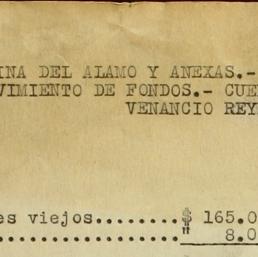 INA DEL ALAMO Y ANEXAS.-
VIMIENTO DE FONDOS.- CUE
VENANCIO REY
es viejos........$ 165.0
................." 8.0